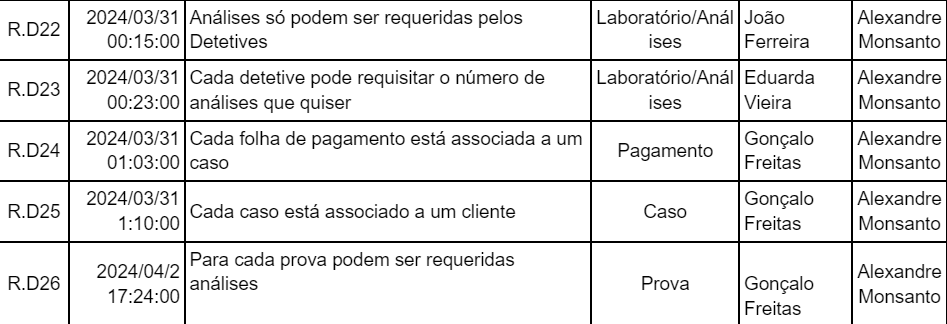 R.D22 2024/03/31 Análises só podem ser requeridas pelos Laboratório/Anál João Alexandre
00:15:00 Detetives ises Ferreira Monsanto
R.D23 2024/03/31 Cada detetive pode requisitar o número de Laboratório/Anál Eduarda Alexandre
00:23:00 análises que quiser ises Vieira Monsanto
R.D24 2024/03/31 Cada folha de pagamento está associada a um Pagamento Gonçalo Alexandre
01:03:00 caso Freitas Monsanto
R.D25 2024/03/31 Cada caso está associado a um cliente Caso Gonçalo Alexandre
1:10:00 Freitas Monsanto
R.D26 2024/04/2 Para cada prova podem ser requeridas Prova Gonçalo Alexandre
17:24:00 análises Freitas Monsanto